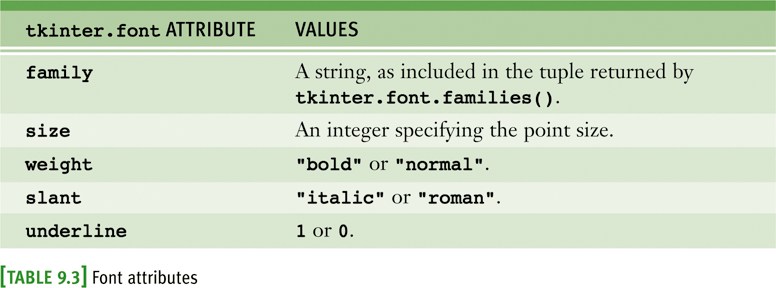 tkinter.font ATTRIBUTE VALUES
family A string, as included in the tuple returned by
tkinter.font.families().
size An integer specifying the point size.
weight "bold" or "normal".
slant "italic" or "roman".
underline 1 or 0.
[TABLE 9.3] Font attributes